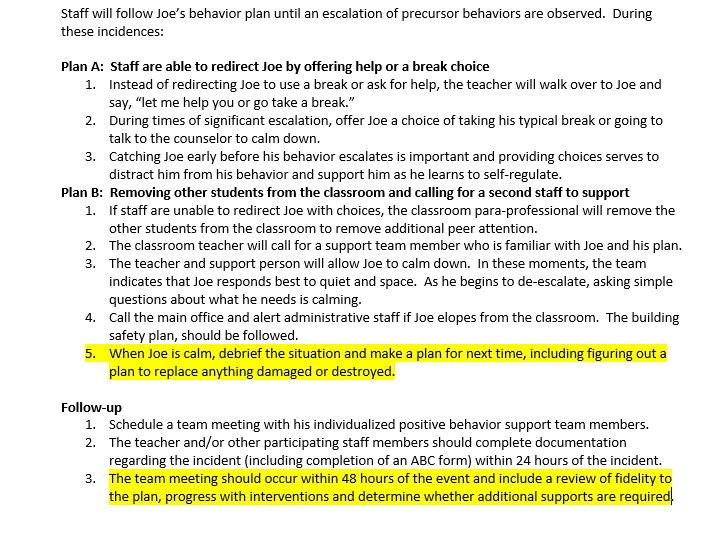 Staff will follow Joe’s behavior plan until an escalation of precursor behaviors are observed.  During
these incidences:
Plan A:  Staff are able to redirect Joe by offering help or a break choice
1. Instead of redirecting Joe to use a break or ask for help, the teacher will walk over to Joe and
say, “let me help you or go take a break.”
2. During times of significant escalation, offer Joe a choice of taking his typical break or going to
talk to the counselor to calm down.
3. Catching Joe early before his behavior escalates is important and providing choices serves to
distract him from his behavior and support him as he learns to self-regulate.
Plan B:  Removing other students from the classroom and calling for a second staff to support
1. If staff are unable to redirect Joe with choices, the classroom para-professional will remove the
other students from the classroom to remove additional peer attention.
2. The classroom teacher will call for a support team member who is familiar with Joe and his plan.
3. The teacher and support person will allow Joe to calm down.  In these moments, the team
indicates that Joe responds best to quiet and space.  As he begins to de-escalate, asking simple
questions about what he needs is calming.
4. Call the main office and alert administrative staff if Joe elopes from the classroom.  The building
safety plan, should be followed.
5. When Joe is calm, debrief the situation and make a plan for next time, including figuring out a
plan to replace anything damaged or destroyed.
Follow-up
1. Schedule a team meeting with his individualized positive behavior support team members.
2. The teacher and/or other participating staff members should complete documentation
regarding the incident (including completion of an ABC form) within 24 hours of the incident.
3. The team meeting should occur within 48 hours of the event and include a review of fidelity to
the plan, progress with interventions and determine whether additional supports are required.